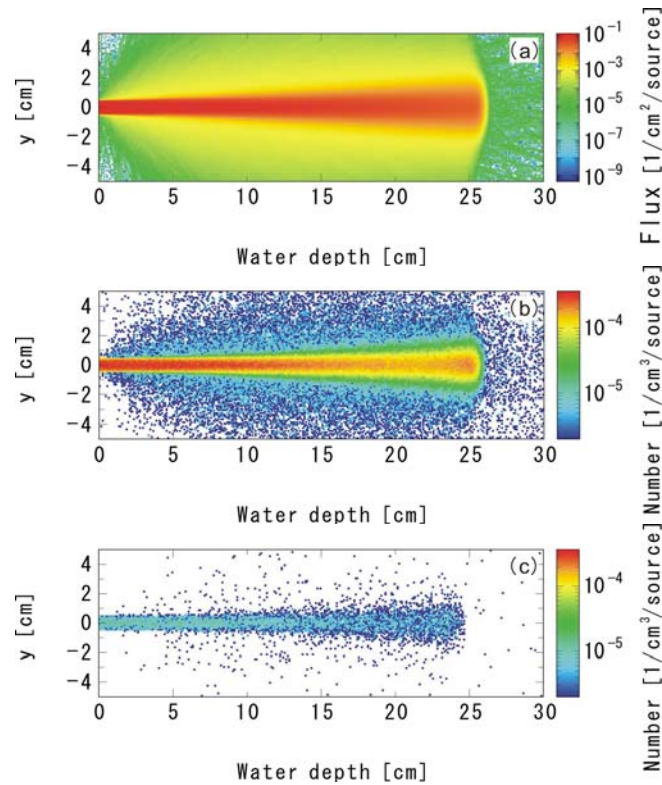 (a)
4
2
0
-2
-4
y [cm]
0 5 10 15 20 25 30
Water depth [cm]
10^-1
10^-3
10^-5
10^-7
10^-9
Flux [1/cm^2/source]
(b)
4
2
0
-2
-4
y [cm]
0 5 10 15 20 25 30
Water depth [cm]
10^-4
10^-5
Number [1/cm^3/source]
(c)
4
2
0
-2
-4
y [cm]
0 5 10 15 20 25 30
Water depth [cm]
10^-4
10^-5
Number [1/cm^3/source]